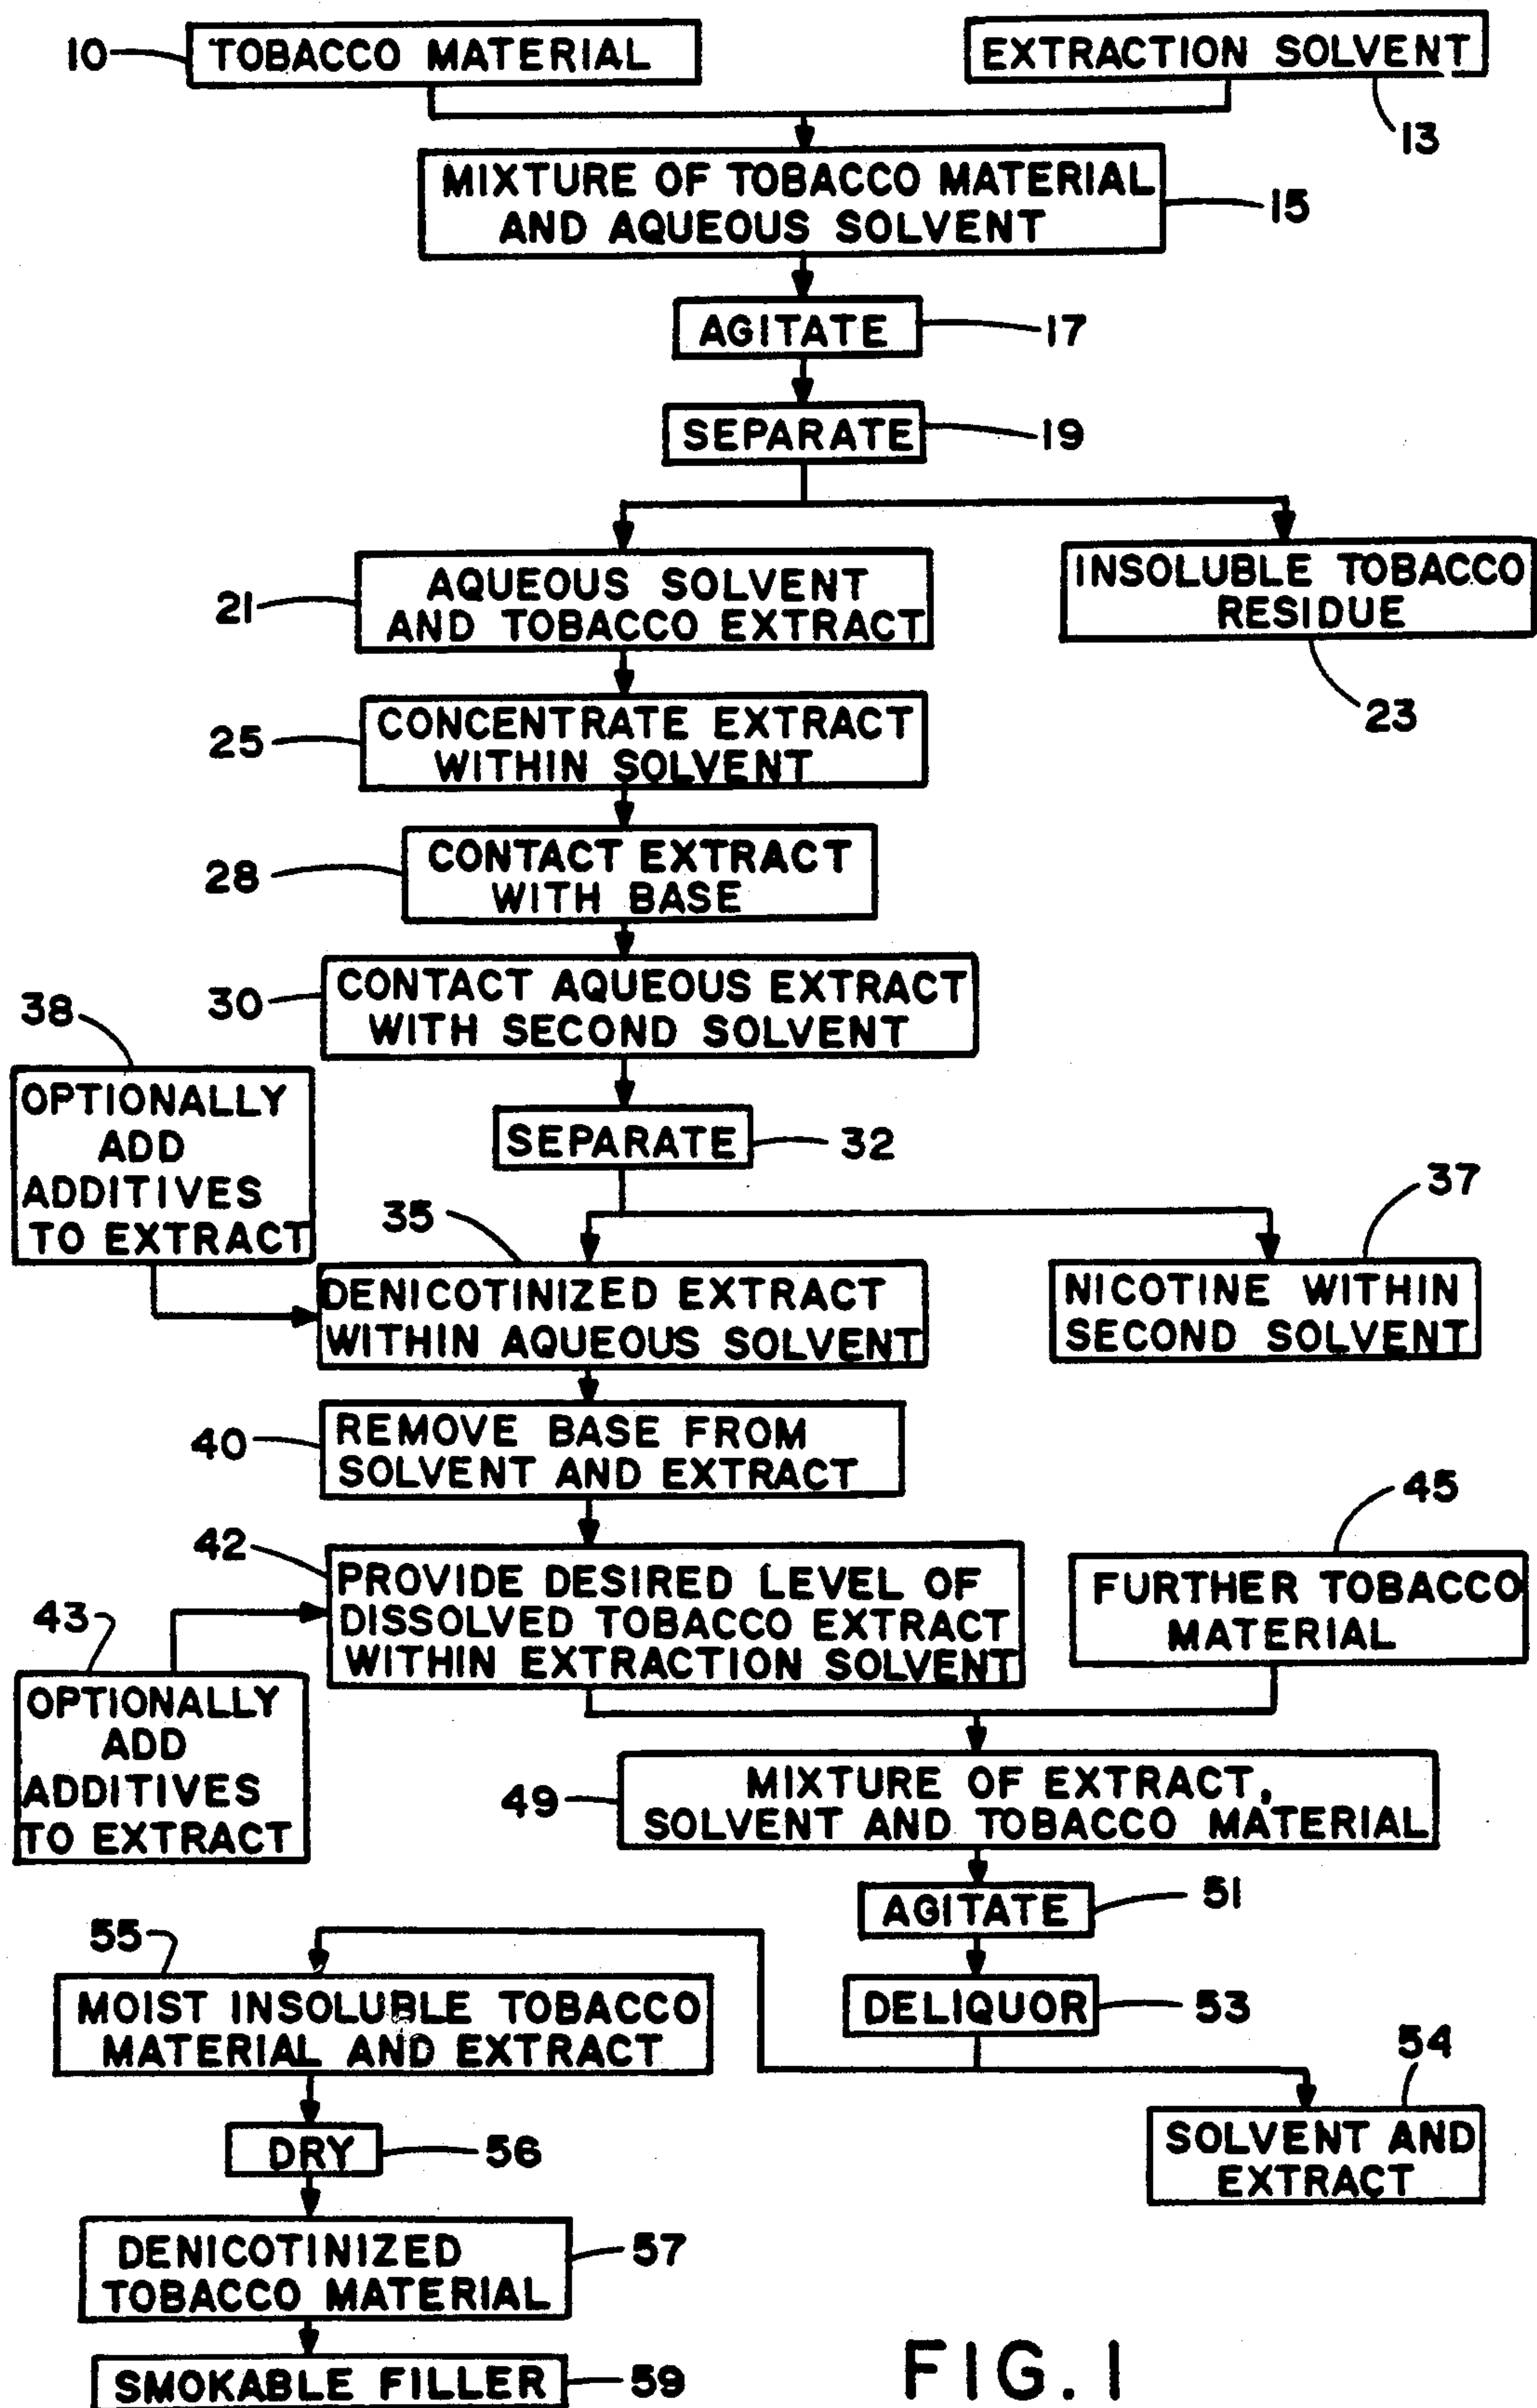 10
TOBACCO MATERIAL
EXTRACTION SOLVENT
13
MIXTURE OF TOBACCO MATERIAL
AND AQUEOUS SOLVENT
15
AGITATE
17
SEPARATE
19
21
AQUEOUS SOLVENT
AND TOBACCO EXTRACT
INSOLUBLE TOBACCO
RESIDUE
23
25
CONCENTRATE EXTRACT
WITHIN SOLVENT
28
CONTACT EXTRACT
WITH BASE
30
CONTACT AQUEOUS EXTRACT
WITH SECOND SOLVENT
38
OPTIONALLY
ADD
ADDITIVES
TO EXTRACT
SEPARATE
32
35
DENICOTINIZED EXTRACT
WITHIN AQUEOUS SOLVENT
37
NICOTINE WITHIN
SECOND SOLVENT
40
REMOVE BASE FROM
SOLVENT AND EXTRACT
42
PROVIDE DESIRED LEVEL OF
DISSOLVED TOBACCO EXTRACT
WITHIN EXTRACTION SOLVENT
45
FURTHER TOBACCO
MATERIAL
43
OPTIONALLY
ADD
ADDITIVES
TO EXTRACT
49
MIXTURE OF EXTRACT,
SOLVENT AND TOBACCO MATERIAL
AGITATE
51
DELIQUOR
53
54
SOLVENT AND
EXTRACT
55
MOIST INSOLUBLE TOBACCO
MATERIAL AND EXTRACT
DRY
56
DENICOTINIZED
TOBACCO MATERIAL
57
SMOKABLE FILLER
59
FIG. 1